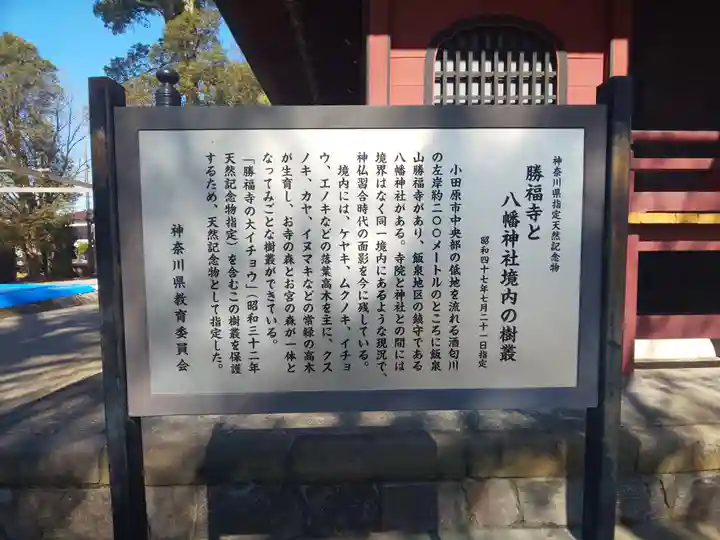 神奈川県指定天然記念物
勝福寺と
八幡神社境内の樹叢
昭和四十七年七月二十一日指定
小田原市中央部の低地を流れる酒匂川
の左岸約二〇〇メートルのところに飯泉
山勝福寺があり、飯泉地区の鎮守である
八幡神社がある。寺院と神社との間には
境界はなく同一境内にあるような現況で、
神仏習合時代の面影を今に残している。
境内には、ケヤキ、ムクノキ、イチョ
ウ、エノキなどの落葉高木を主に、クス
ノキ、カヤ、イヌマキなどの常緑の高木
が生育し、お寺の森とお宮の森が一体と
なってみごとな樹叢ができている。
「勝福寺の大イチョウ」（昭和三十二年
天然記念物指定）を含むこの樹叢を保護
するため、天然記念物として指定した。
神奈川県教育委員会